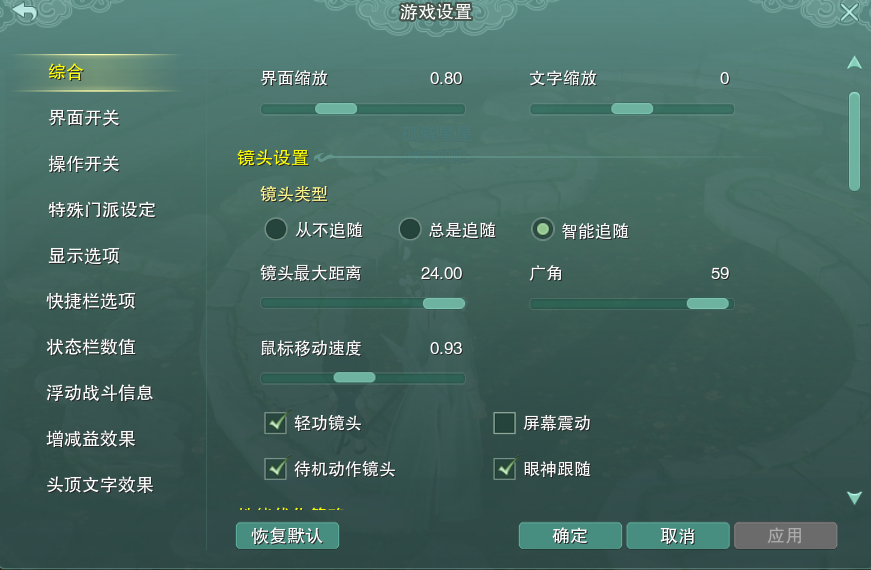 游戏设置
综合
界面开关
操作开关
特殊门派设定
显示选项
快捷栏选项
状态栏数值
浮动战斗信息
增减益效果
头顶文字效果
界面缩放 0.80 文字缩放 0
镜头设置
镜头类型
从不追随 总是追随 智能追随
镜头最大距离 24.00 广角 59
鼠标移动速度 0.93
轻功镜头 屏幕震动
待机动作镜头 眼神跟随
恢复默认 确定 取消 应用